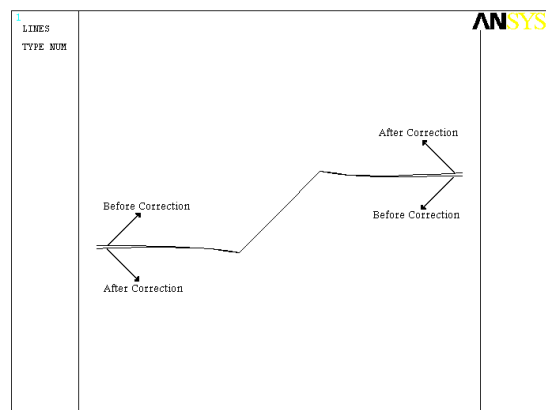 1
LINES
TYPE NUM
ANSYS
After Correction
Before Correction
Before Correction
After Correction